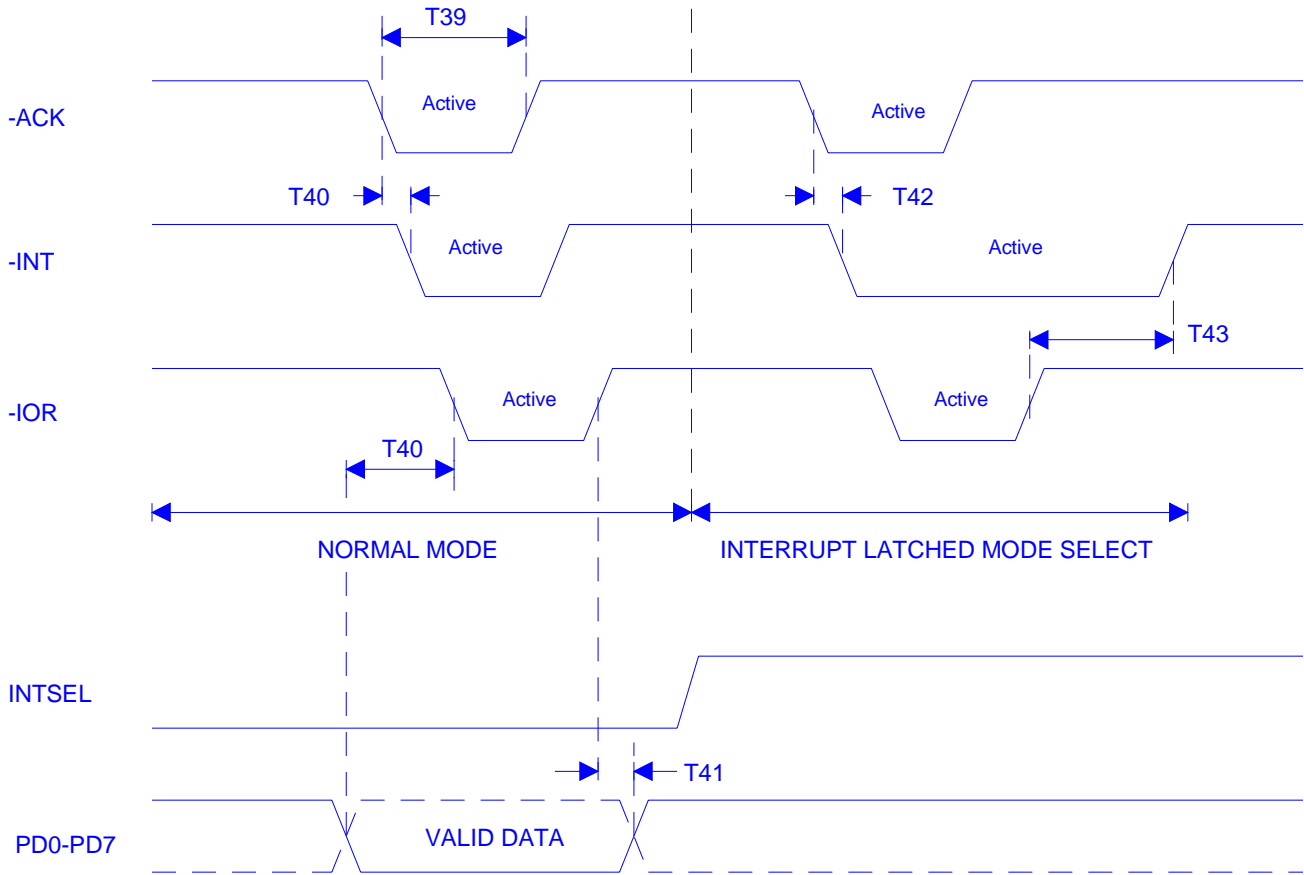 T39
-ACK
Active
Active
T40
T42
-INT
Active
Active
T43
-IOR
Active
Active
T40
NORMAL MODE
INTERRUPT LATCHED MODE SELECT
INTSEL
T41
PD0-PD7
VALID DATA